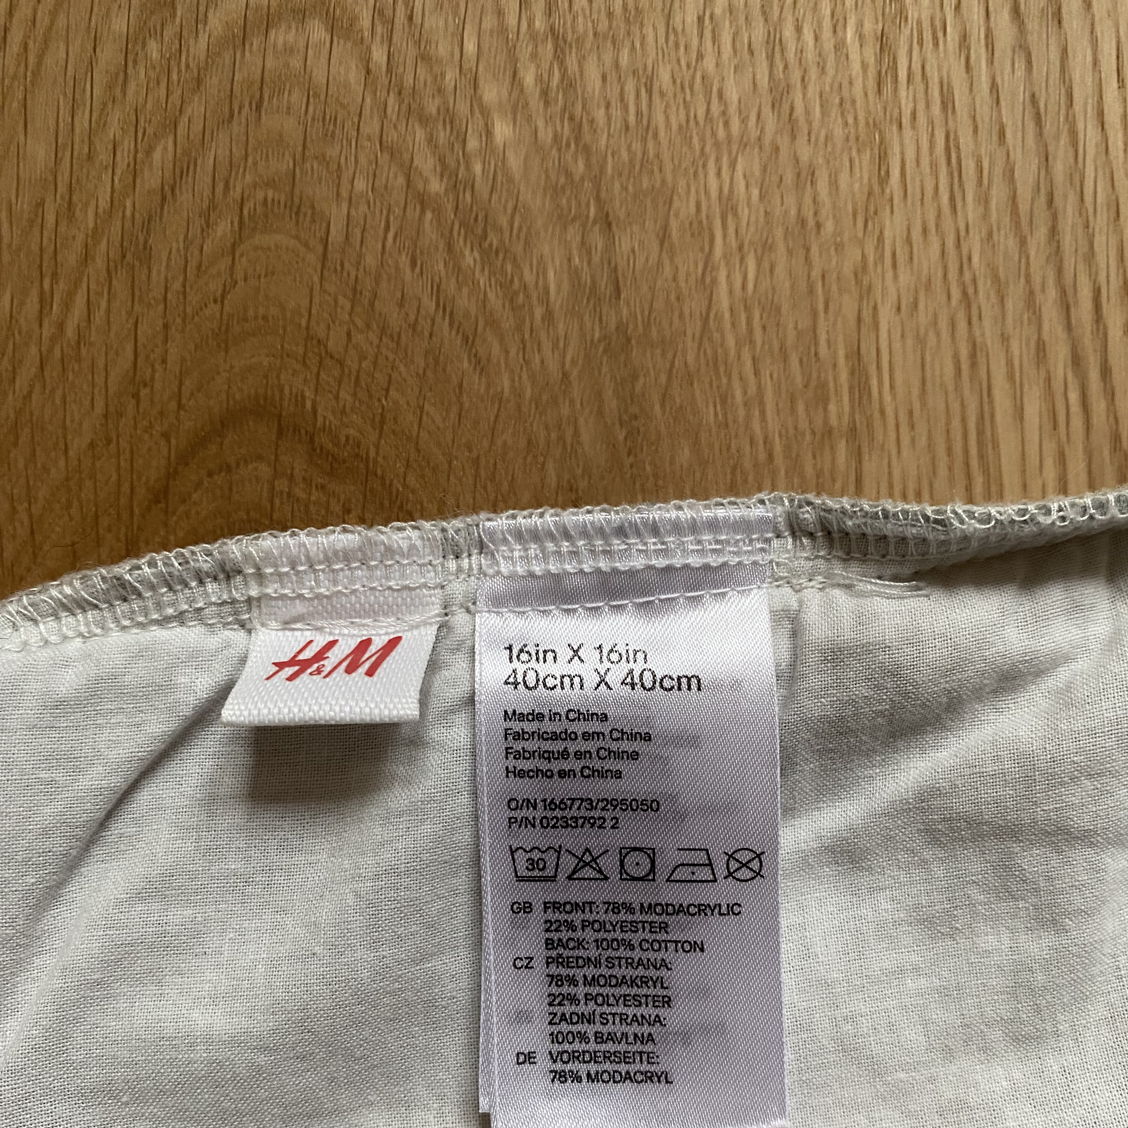 H&M
16in X 16in
40cm X 40cm
Made in China
Fabricado em China
Fabriqué en Chine
Hecho en China
O/N 166773/295050
P/N 0233792 2
30
GB FRONT: 78% MODACRYLIC
22% POLYESTER
BACK: 100% COTTON
CZ PŘEDNÍ STRANA:
78% MODAKRYL
22% POLYESTER
ZADNÍ STRANA:
100% BAVLNA
DE VORDERSEITE:
78% MODACRYL